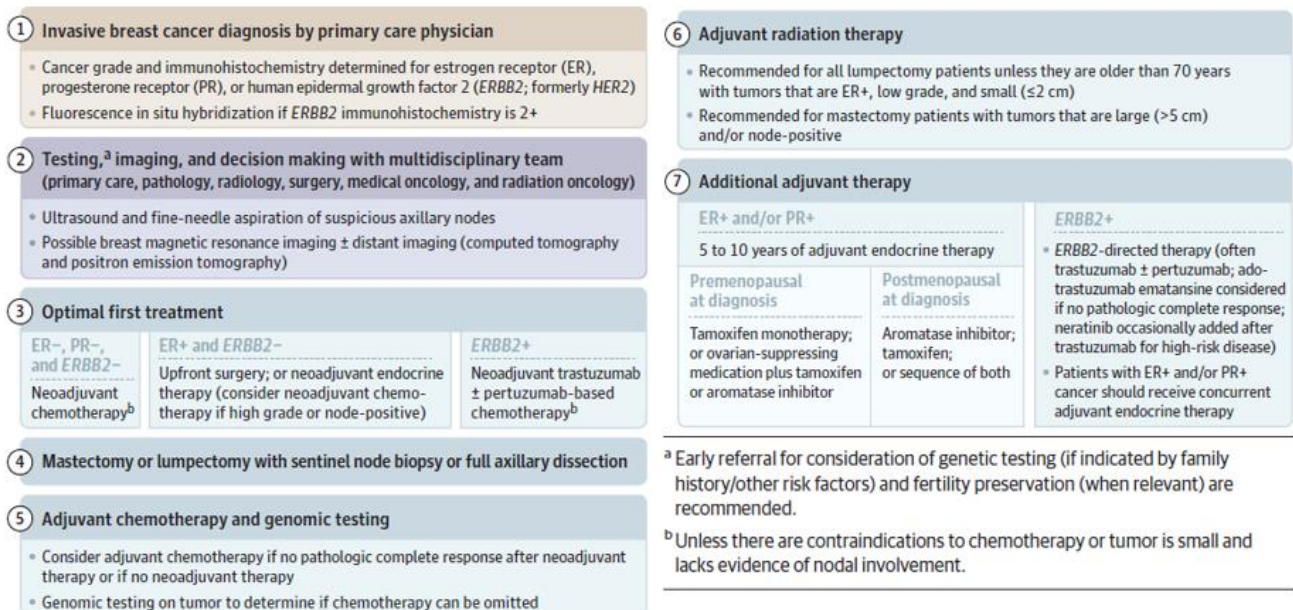 1 Invasive breast cancer diagnosis by primary care physician
• Cancer grade and immunohistochemistry determined for estrogen receptor (ER),
progesterone receptor (PR), or human epidermal growth factor 2 (ERBB2; formerly HER2)
• Fluorescence in situ hybridization if ERBB2 immunohistochemistry is 2+
2 Testing,a imaging, and decision making with multidisciplinary team
(primary care, pathology, radiology, surgery, medical oncology, and radiation oncology)
• Ultrasound and fine-needle aspiration of suspicious axillary nodes
• Possible breast magnetic resonance imaging ± distant imaging (computed tomography
and positron emission tomography)
3 Optimal first treatment
ER−, PR−,
and ERBB2−
Neoadjuvant
chemotherapyb
ER+ and ERBB2−
Upfront surgery; or neoadjuvant endocrine
therapy (consider neoadjuvant chemo-
therapy if high grade or node-positive)
ERBB2+
Neoadjuvant trastuzumab
± pertuzumab-based
chemotherapyb
4 Mastectomy or lumpectomy with sentinel node biopsy or full axillary dissection
5 Adjuvant chemotherapy and genomic testing
• Consider adjuvant chemotherapy if no pathologic complete response after neoadjuvant
therapy or if no neoadjuvant therapy
• Genomic testing on tumor to determine if chemotherapy can be omitted
6 Adjuvant radiation therapy
• Recommended for all lumpectomy patients unless they are older than 70 years
with tumors that are ER+, low grade, and small (≤2 cm)
• Recommended for mastectomy patients with tumors that are large (>5 cm)
and/or node-positive
7 Additional adjuvant therapy
ER+ and/or PR+
5 to 10 years of adjuvant endocrine therapy
Premenopausal
at diagnosis
Tamoxifen monotherapy;
or ovarian-suppressing
medication plus tamoxifen
or aromatase inhibitor
Postmenopausal
at diagnosis
Aromatase inhibitor;
tamoxifen;
or sequence of both
ERBB2+
• ERBB2-directed therapy (often
trastuzumab ± pertuzumab; ado-
trastuzumab ematansine considered
if no pathologic complete response;
neratinib occasionally added after
trastuzumab for high-risk disease)
• Patients with ER+ and/or PR+
cancer should receive concurrent
adjuvant endocrine therapy
a Early referral for consideration of genetic testing (if indicated by family
history/other risk factors) and fertility preservation (when relevant) are
recommended.
b Unless there are contraindications to chemotherapy or tumor is small and
lacks evidence of nodal involvement.